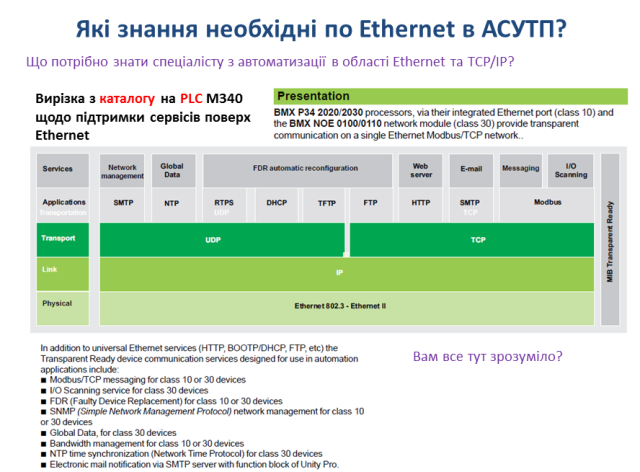 Які знання необхідні по Ethernet в АСУТП?
Що потрібно знати спеціалісту з автоматизації в області Ethernet та TCP/IP?
Вирізка з каталогу на PLC M340
щодо підтримки сервісів поверх
Ethernet
Presentation
BMX P34 2020/2030 processors, via their integrated Ethernet port (class 10) and
the BMX NOE 0100/0110 network module (class 30) provide transparent
communication on a single Ethernet Modbus/TCP network..
Services
Network
management
Global
Data
FDR automatic reconfiguration
Web
server
E-mail
Messaging
I/O
Scanning
Applications
Transportation
SMTP
NTP
RTPS
UDP
DHCP
TFTP
FTP
HTTP
SMTP
TCP
Modbus
Transport
UDP
TCP
Link
IP
Physical
Ethernet 802.3 - Ethernet II
MIB Transparent Ready
In addition to universal Ethernet services (HTTP, BOOTP/DHCP, FTP, etc) the
Transparent Ready device communication services designed for use in automation
applications include:
■ Modbus/TCP messaging for class 10 or 30 devices
■ I/O Scanning service for class 30 devices
■ FDR (Faulty Device Replacement) for class 10 or 30 devices
■ SNMP (Simple Network Management Protocol) network management for class 10
or 30 devices
■ Global Data, for class 30 devices
■ Bandwidth management for class 10 or 30 devices
■ NTP time synchronization (Network Time Protocol) for class 30 devices
■ Electronic mail notification via SMTP server with function block of Unity Pro.
Вам все тут зрозуміло?